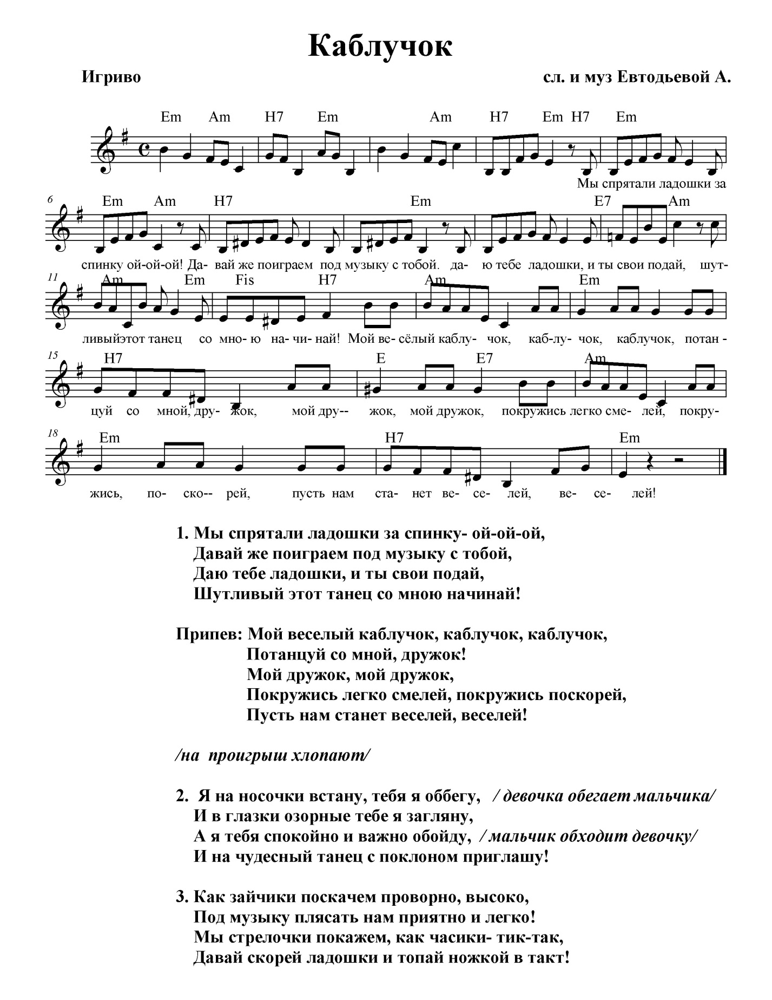 Каблучок
Игриво сл. и муз Евтодьевой А.
Em Am H7 Em Am H7 Em H7 Em
Мы спрятали ладошки за
6 Em Am H7 Em E7 Am
спинку ой-ой-ой! Да- вай же поиграем под музыку с тобой. да- ю тебе ладошки, и ты свои подай, шут-
11 Am Em Fis H7 Am Em
ливыйэтот танец со мно- ю на- чи- най! Мой ве- сёлый каблу- чок, каб-лу- чок, каблучок, потан -
15 H7 E E7 Am
цуй со мной, дру- жок, мой дру-- жок, мой дружок, покружись легко сме- лей, покру-
18 Em H7 Em
жись, по- ско-- рей, пусть нам ста- нет ве- се- лей, ве- се- лей!
1. Мы спрятали ладошки за спинку- ой-ой-ой,
Давай же поиграем под музыку с тобой,
Даю тебе ладошки, и ты свои подай,
Шутливый этот танец со мною начинай!
Припев: Мой веселый каблучок, каблучок, каблучок,
Потанцуй со мной, дружок!
Мой дружок, мой дружок,
Покружись легко смелей, покружись поскорей,
Пусть нам станет веселей, веселей!
/на проигрыш хлопают/
2. Я на носочки встану, тебя я оббегу, / девочка обегает мальчика/
И в глазки озорные тебе я загляну,
А я тебя спокойно и важно обойду, / мальчик обходит девочку/
И на чудесный танец с поклоном приглашу!
3. Как зайчики поскачем проворно, высоко,
Под музыку плясать нам приятно и легко!
Мы стрелочки покажем, как часики- тик-так,
Давай скорей ладошки и топай ножкой в такт!